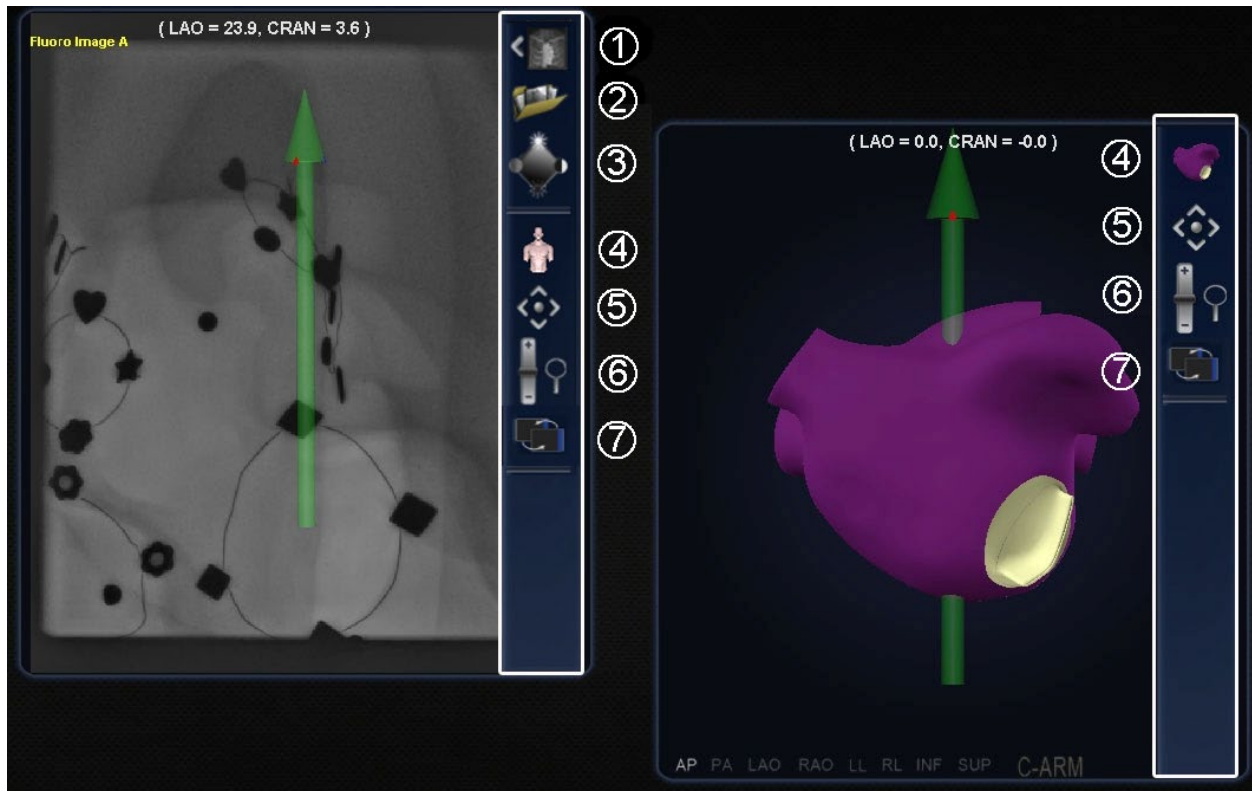 ( LAO = 23.9, CRAN = 3.6 )
Fluoro Image A
①
②
③
④
⑤
⑥
⑦
( LAO = 0.0, CRAN = -0.0 )
④
⑤
⑥
⑦
AP PA LAO RAO LL RL INF SUP C-ARM